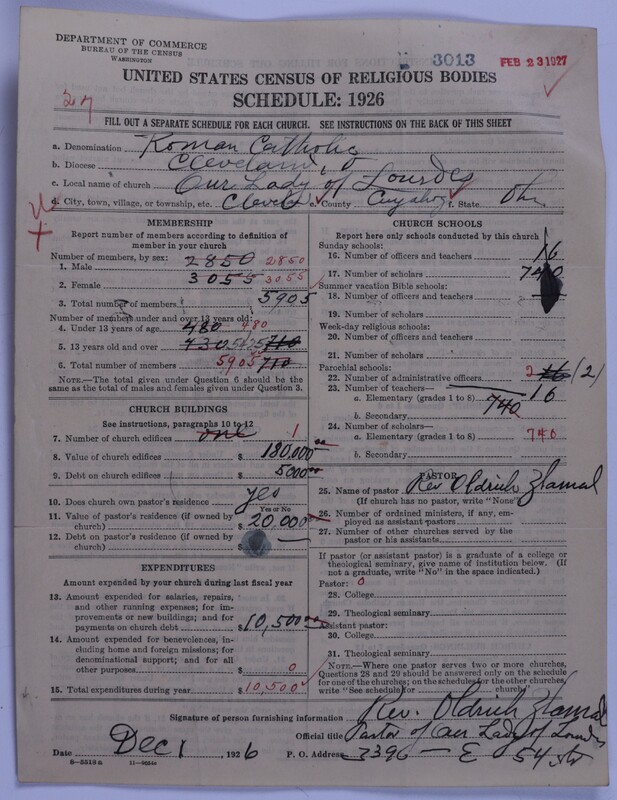 DEPARTMENT OF COMMERCE
BUREAU OF THE CENSUS
WASHINGTON
3013
FEB 23 1927
UNITED STATES CENSUS OF RELIGIOUS BODIES
SCHEDULE: 1926
27
FILL OUT A SEPARATE SCHEDULE FOR EACH CHURCH. SEE INSTRUCTIONS ON THE BACK OF THIS SHEET
a. Denomination Roman Catholic
b. Diocese Cleveland, O
c. Local name of church Our Lady of Lourdes
d. City, town, village, or township, etc. Clevel e. County Cuyahog f. State Oh
MEMBERSHIP
Report number of members according to definition of member in your church
Number of members, by sex:
1. Male 2850 2850
2. Female 3055 3055
3. Total number of members 5905
Number of members under and over 13 years old:
4. Under 13 years of age 480 480
5. 13 years old and over 730 5425 710
6. Total number of members 5905 710
NOTE.—The total given under Question 6 should be the same as the total of males and females given under Question 3.
CHURCH BUILDINGS
See instructions, paragraphs 10 to 12
7. Number of church edifices one 1
8. Value of church edifices $ 180,000 00
9. Debt on church edifices $ 5000 00
10. Does church own pastor's residence yes
Yes or No
11. Value of pastor's residence (if owned by church) $ 20,000
12. Debt on pastor's residence (if owned by church) $ —
EXPENDITURES
Amount expended by your church during last fiscal year
13. Amount expended for salaries, repairs, and other running expenses; for improvements or new buildings; and for payments on church debt $ 10,500 00
14. Amount expended for benevolences, including home and foreign missions; for denominational support; and for all other purposes $ 0
15. Total expenditures during year $ 10,500
CHURCH SCHOOLS
Report here only schools conducted by this church
Sunday schools:
16. Number of officers and teachers 16
17. Number of scholars 740
Summer vacation Bible schools:
18. Number of officers and teachers
19. Number of scholars
Week-day religious schools:
20. Number of officers and teachers
21. Number of scholars
Parochial schools:
22. Number of administrative officers 2 16 (2)
23. Number of teachers—
a. Elementary (grades 1 to 8) 16
b. Secondary 740
24. Number of scholars—
a. Elementary (grades 1 to 8) 740
b. Secondary
PASTOR
25. Name of pastor Rev Oldrich Zlamal
(If church has no pastor, write "None")
26. Number of ordained ministers, if any, employed as assistant pastors
27. Number of other churches served by the pastor or his assistants
If pastor (or assistant pastor) is a graduate of a college or theological seminary, give name of institution below. (If not a graduate, write "No" in the space indicated.)
Pastor: 0
28. College
29. Theological seminary
Assistant pastor:
30. College
31. Theological seminary
NOTE.—Where one pastor serves two or more churches, Questions 28 and 29 should be answered only on the schedule for one of the churches; on the schedules for the other churches, write "See schedule for church"
Signature of person furnishing information Rev. Oldrich Zlamal
Official title Pastor of Our Lady of Lourdes
Date Dec 1, 1926 P. O. Address 3396 — E 54 str
8—5513a 11—90549